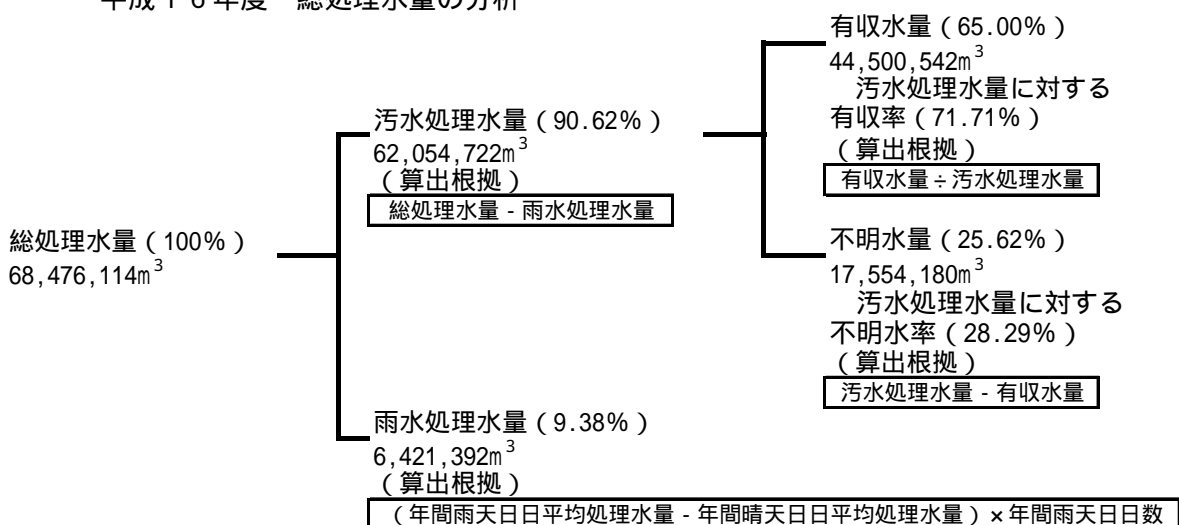 平成16年度　総処理水量の分析
総処理水量（100%）
68,476,114m³
汚水処理水量（90.62%）
62,054,722m³
（算出根拠）
総処理水量 - 雨水処理水量
雨水処理水量（9.38%）
6,421,392m³
（算出根拠）
（年間雨天日日平均処理水量 - 年間晴天日日平均処理水量）×年間雨天日日数
有収水量（65.00%）
44,500,542m³
汚水処理水量に対する
有収率（71.71%）
（算出根拠）
有収水量÷汚水処理水量
不明水量（25.62%）
17,554,180m³
汚水処理水量に対する
不明水率（28.29%）
（算出根拠）
汚水処理水量 - 有収水量